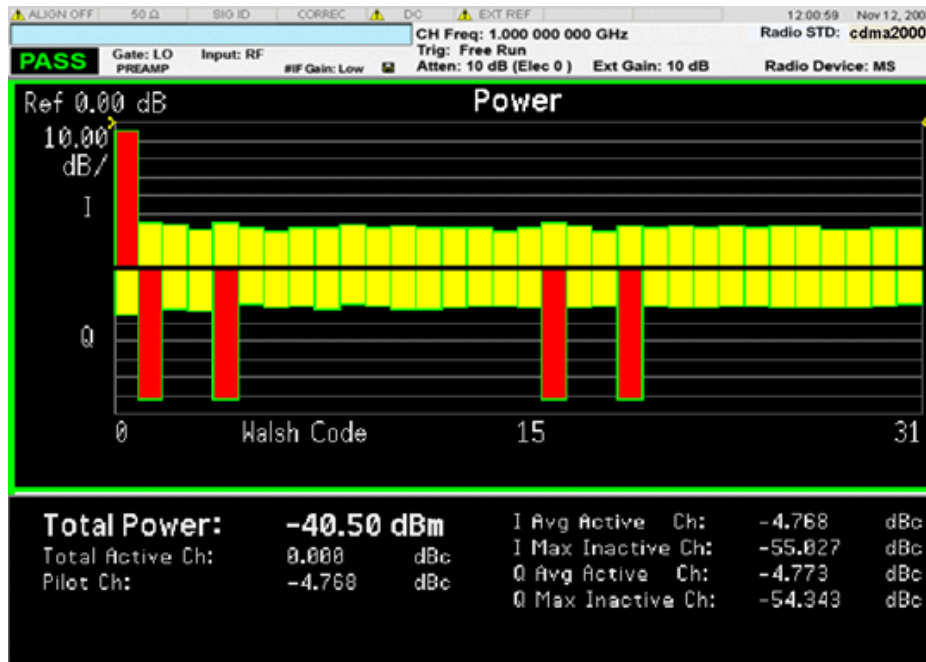 ALIGN OFF 50 Ω SIG ID CORREC DC EXT REF 12:00:59 Nov 12, 200
CH Freq: 1.000 000 000 GHz Radio STD: cdma2000
PASS Gate: LO Input: RF Trig: Free Run
PREAMP #IF Gain: Low Atten: 10 dB (Elec 0 ) Ext Gain: 10 dB Radio Device: MS
Ref 0.00 dB Power
10.00
dB/
I
Q
0 Walsh Code 15 31
Total Power: -40.50 dBm
Total Active Ch: 0.000 dBc
Pilot Ch: -4.768 dBc
I Avg Active Ch: -4.768 dBc
I Max Inactive Ch: -55.027 dBc
Q Avg Active Ch: -4.773 dBc
Q Max Inactive Ch: -54.343 dBc